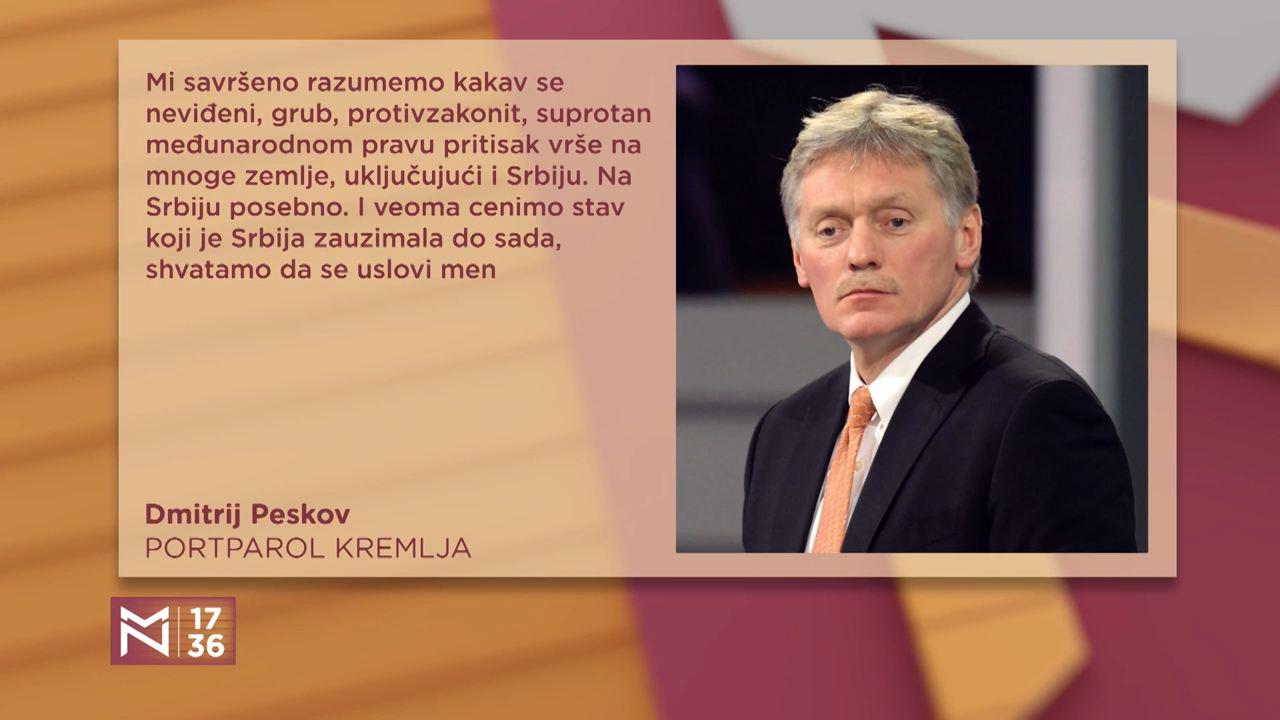 Mi savršeno razumemo kakav se
neviđeni, grub, protivzakonit, suprotan
međunarodnom pravu pritisak vrše na
mnoge zemlje, uključujući i Srbiju. Na
Srbiju posebno. I veoma cenimo stav
koji je Srbija zauzimala do sada,
shvatamo da se uslovi men
Dmitrij Peskov
PORTPAROL KREMLJA
17
36